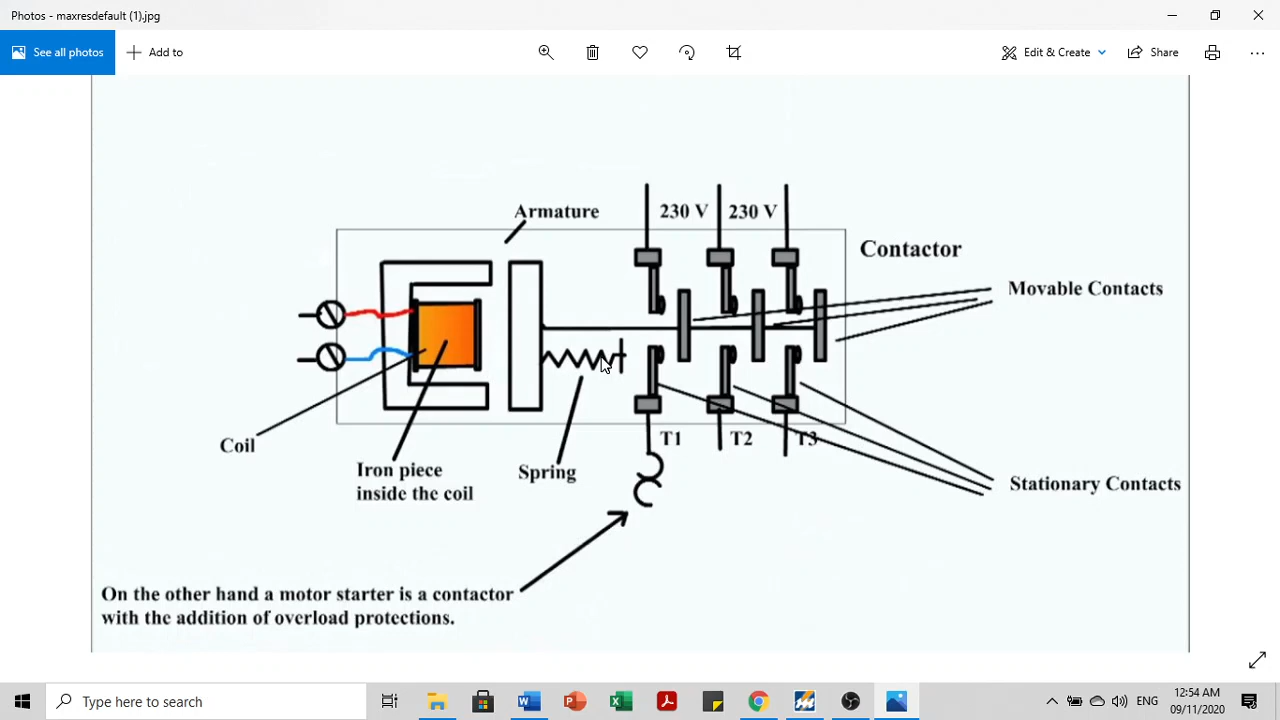 Photos - maxresdefault (1).jpg
See all photos
Add to
Edit & Create
Share
Armature
230 V
230 V
Contactor
Movable Contacts
Coil
Iron piece
inside the coil
Spring
T1
T2
T3
Stationary Contacts
On the other hand a motor starter is a contactor
with the addition of overload protections.
Type here to search
ENG
12:54 AM
09/11/2020